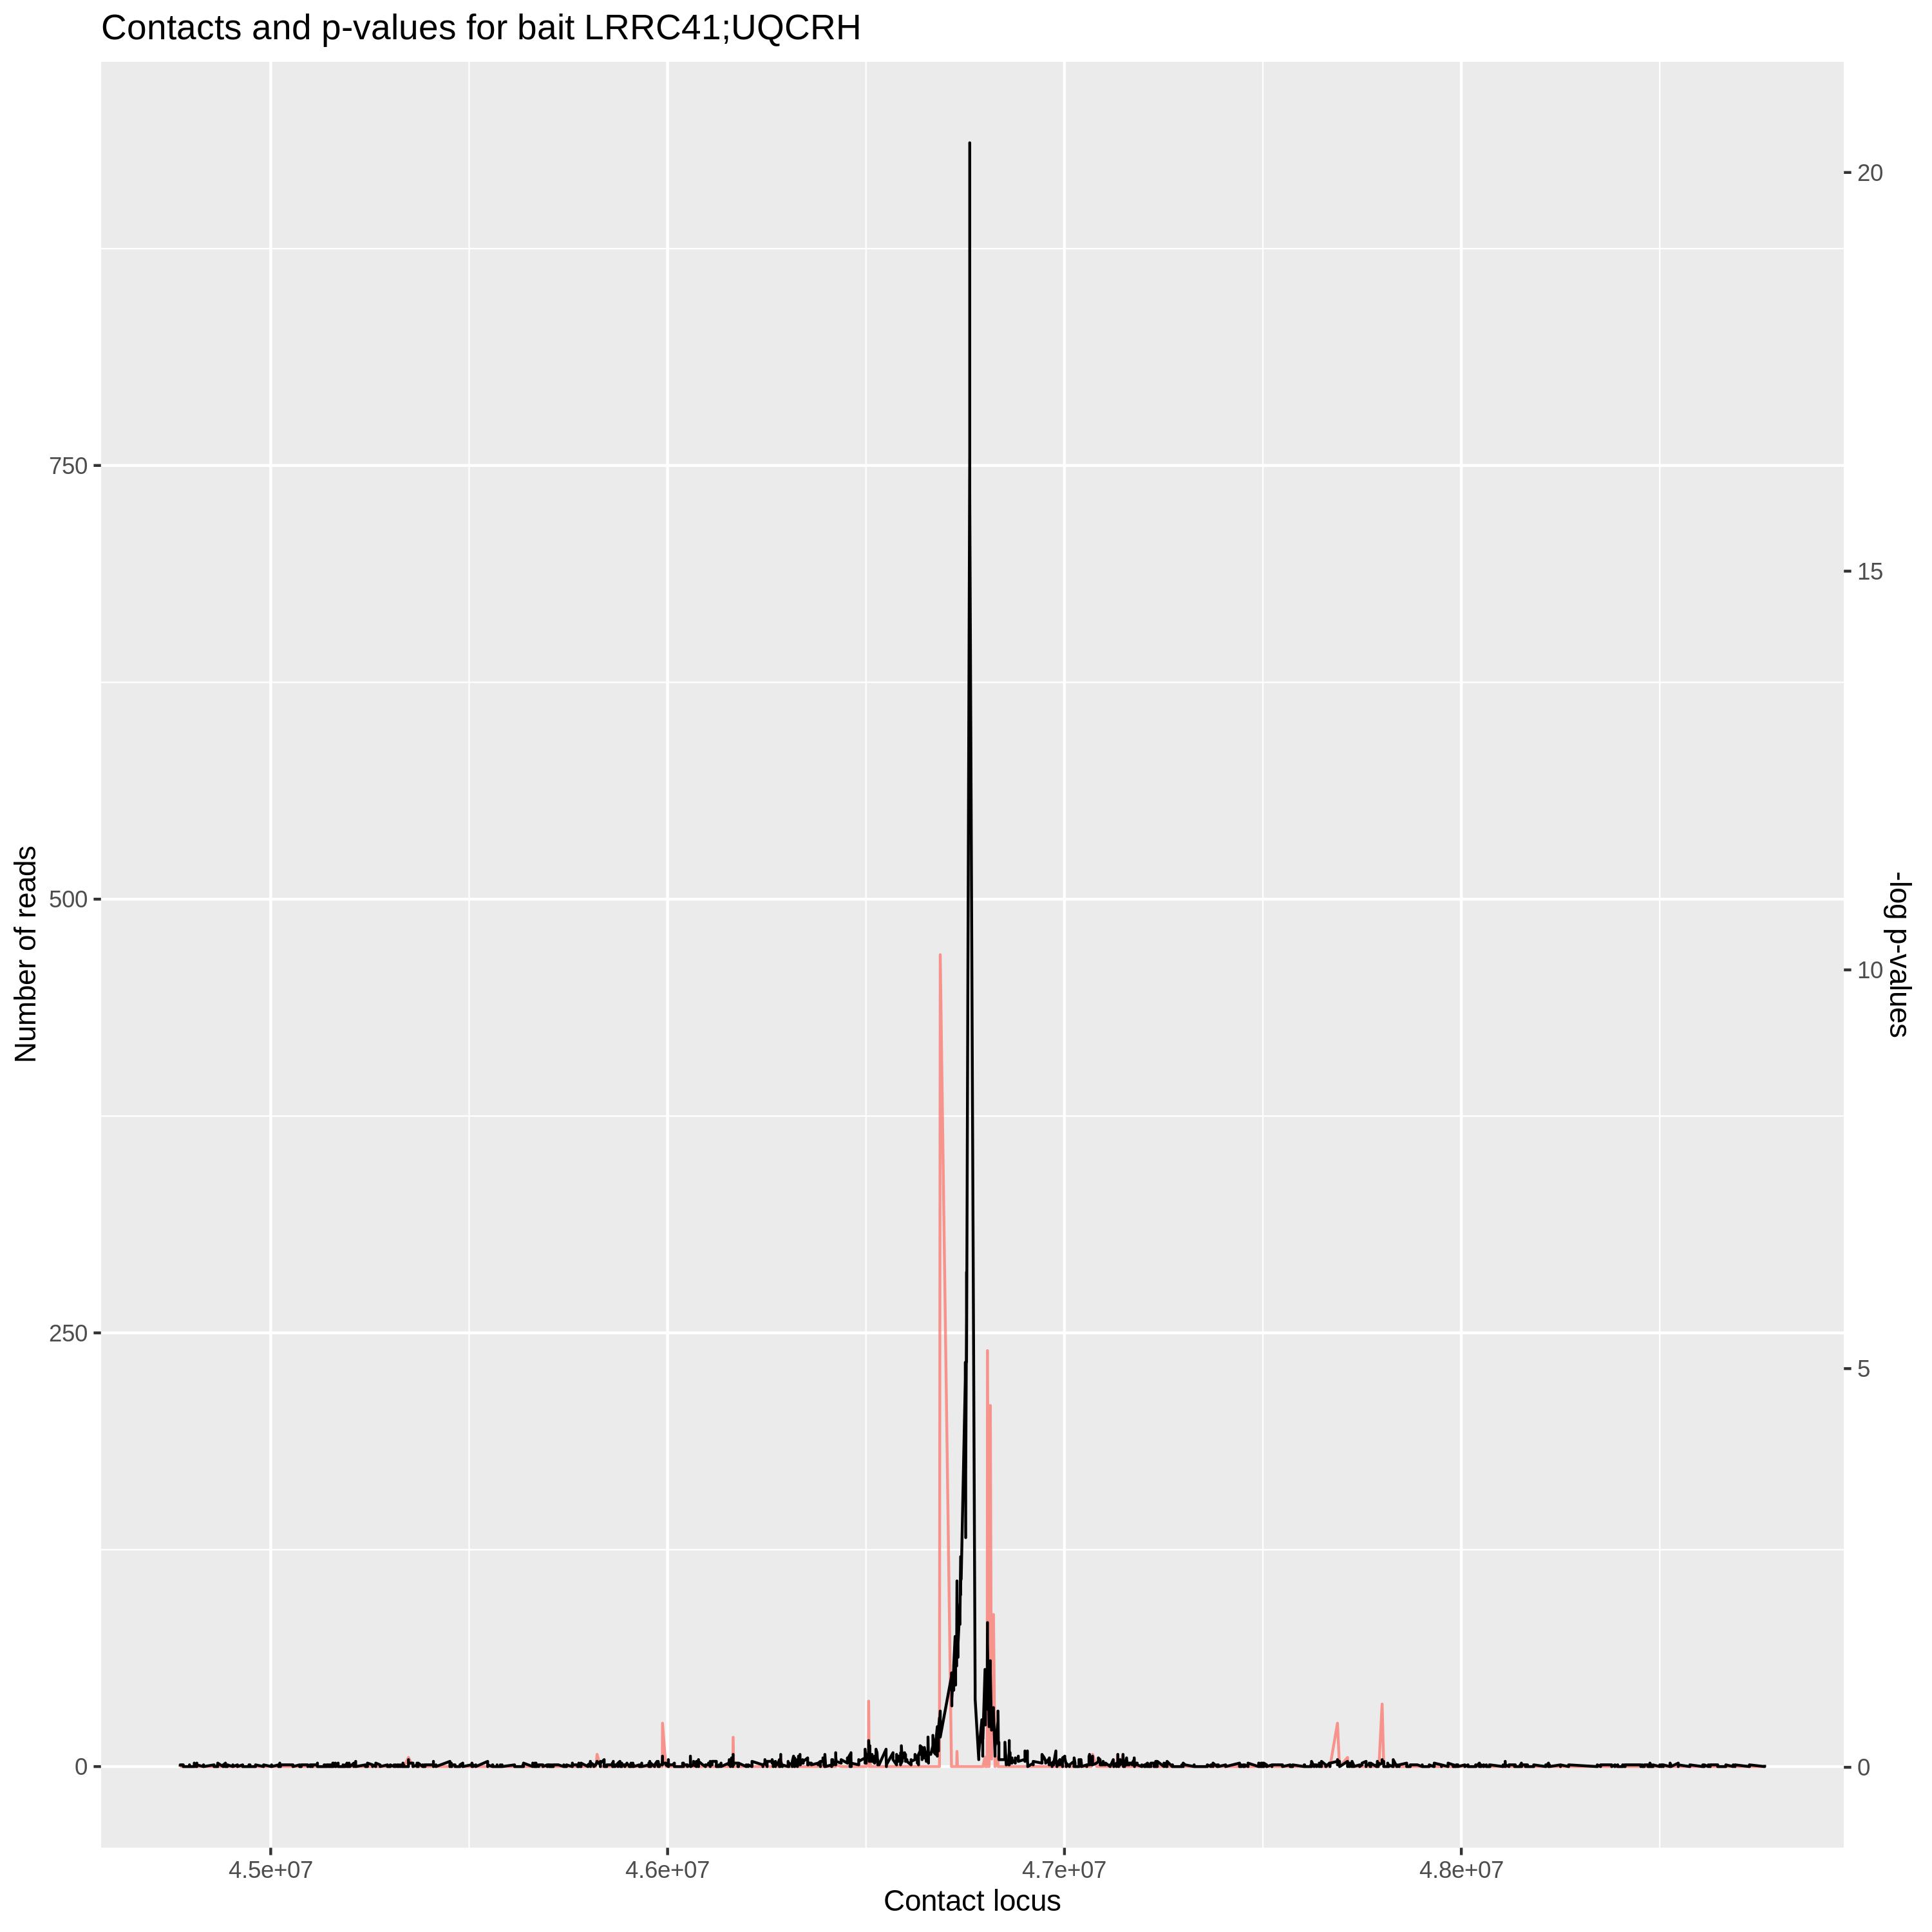 Contacts and p-values for bait LRRC41;UQCRH
Number of reads
750
500
250
0
20
15
10
5
0
-log p-values
4.5e+07 4.6e+07 4.7e+07 4.8e+07
Contact locus